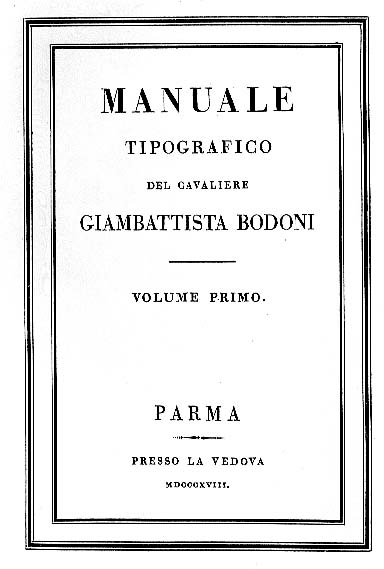 MANUALE
TIPOGRAFICO
DEL CAVALIERE
GIAMBATTISTA BODONI
VOLUME PRIMO.
PARMA
PRESSO LA VEDOVA
MDCCCXVIII.